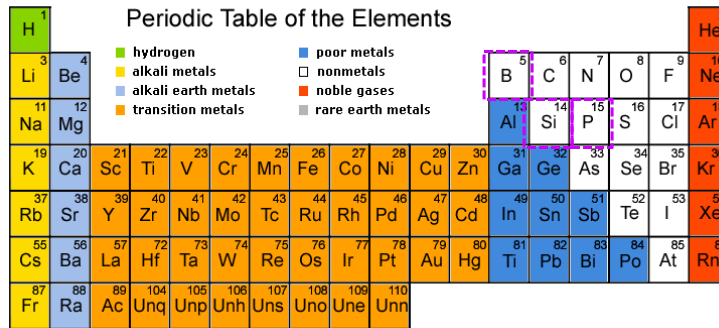 Periodic Table of the Elements
hydrogen
alkali metals
alkali earth metals
transition metals
poor metals
nonmetals
noble gases
rare earth metals
1 H He
3 Li 4 Be 5 B 6 C 7 N 8 O 9 F Ne
11 Na 12 Mg 13 Al 14 Si 15 P 16 S 17 Cl Ar
19 K 20 Ca 21 Sc 22 Ti 23 V 24 Cr 25 Mn 26 Fe 27 Co 28 Ni 29 Cu 30 Zn 31 Ga 32 Ge 33 As 34 Se 35 Br Kr
37 Rb 38 Sr 39 Y 40 Zr 41 Nb 42 Mo 43 Tc 44 Ru 45 Rh 46 Pd 47 Ag 48 Cd 49 In 50 Sn 51 Sb 52 Te 53 I Xe
55 Cs 56 Ba 57 La 72 Hf 73 Ta 74 W 75 Re 76 Os 77 Ir 78 Pt 79 Au 80 Hg 81 Ti 82 Pb 83 Bi 84 Po 85 At Rn
87 Fr 88 Ra 89 Ac 104 Unq 105 Unp 106 Unh 107 Uns 108 Uno 109 Une 110 Unn